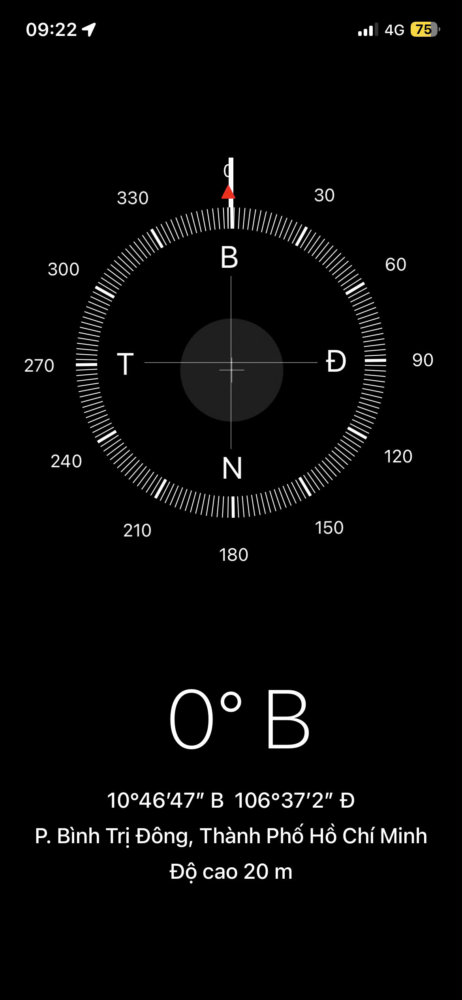 09:22 4G 75
0
330 30
300 60
B
270 T Đ 90
240 120
N
210 150
180
0° B
10°46′47″ B 106°37′2″ Đ
P. Bình Trị Đông, Thành Phố Hồ Chí Minh
Độ cao 20 m